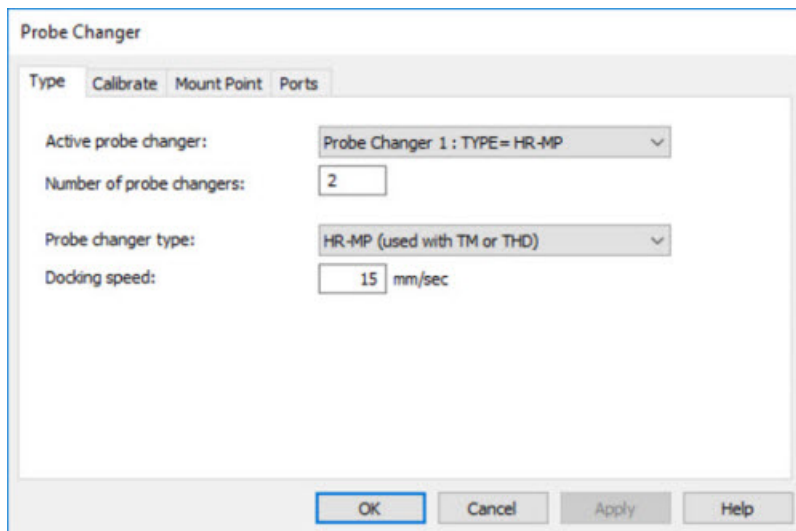 Probe Changer
Type Calibrate Mount Point Ports
Active probe changer: Probe Changer 1 : TYPE= HR-MP
Number of probe changers: 2
Probe changer type: HR-MP (used with TM or THD)
Docking speed: 15 mm/sec
OK Cancel Apply Help